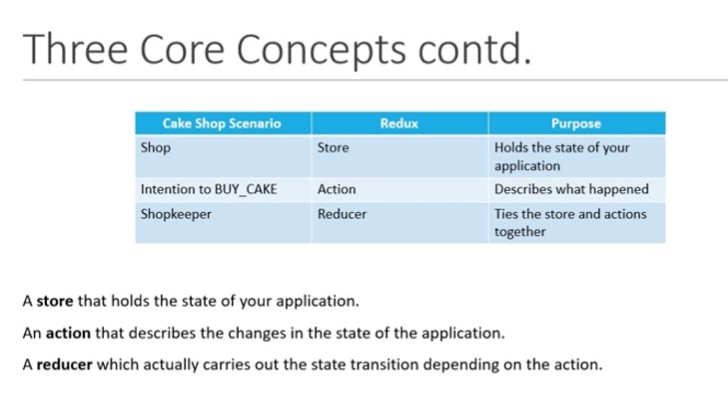 Three Core Concepts contd.
Cake Shop Scenario Redux Purpose
Shop Store Holds the state of your
application
Intention to BUY_CAKE Action Describes what happened
Shopkeeper Reducer Ties the store and actions
together
A store that holds the state of your application.
An action that describes the changes in the state of the application.
A reducer which actually carries out the state transition depending on the action.